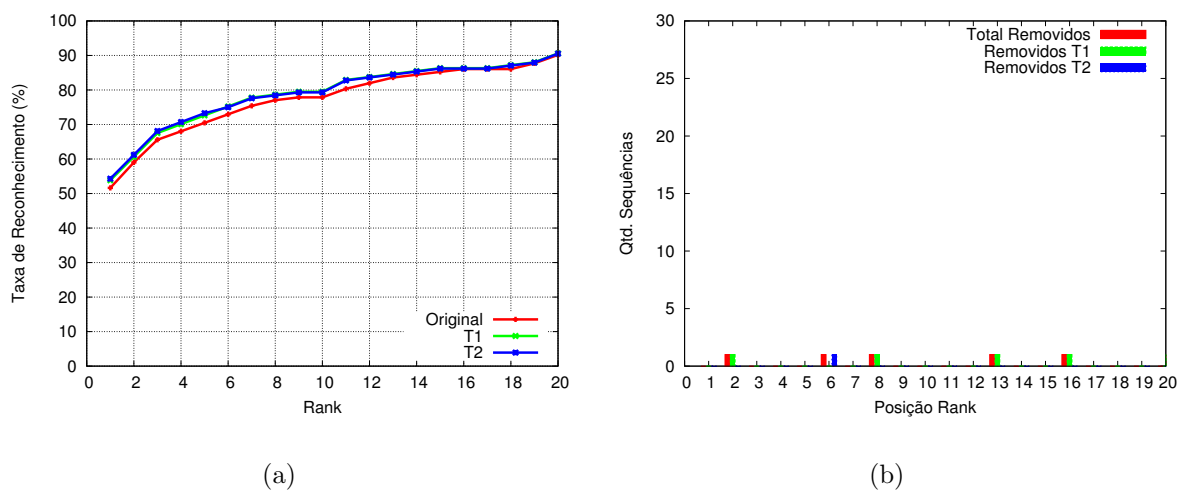 100
90
80
70
60
50
40
30
20
10
0
Taxa de Reconhecimento (%)
Original
T1
T2
0 2 4 6 8 10 12 14 16 18 20
Rank
(a)
30
25
20
15
10
5
0
Qtd. Sequências
Total Removidos
Removidos T1
Removidos T2
0 1 2 3 4 5 6 7 8 9 10 11 12 13 14 15 16 17 18 19 20
Posição Rank
(b)